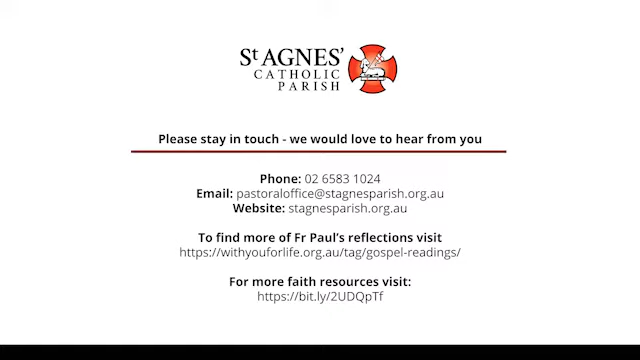 St AGNES'
CATHOLIC
PARISH
Please stay in touch - we would love to hear from you
Phone: 02 6583 1024
Email: pastoraloffice@stagnesparish.org.au
Website: stagnesparish.org.au
To find more of Fr Paul's reflections visit
https://withyouforlife.org.au/tag/gospel-readings/
For more faith resources visit:
https://bit.ly/2UDQpTf